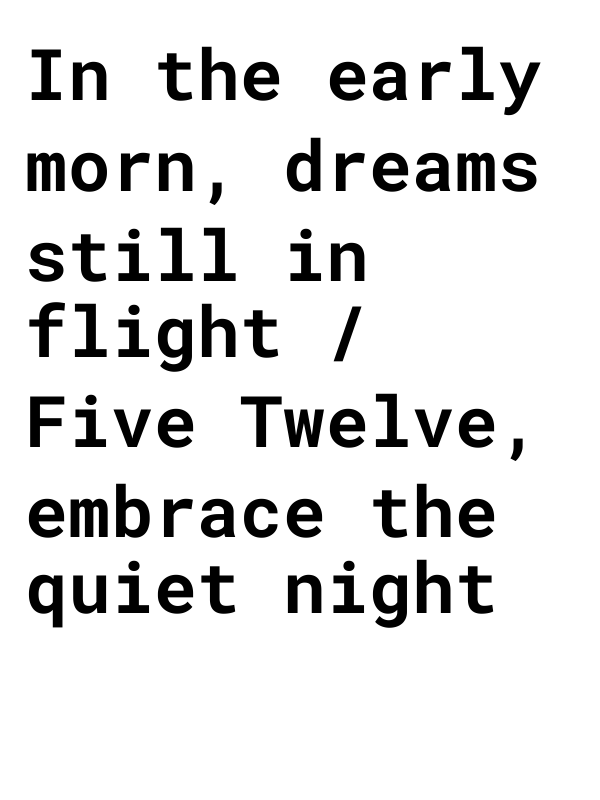 In the early
morn, dreams
still in
flight /
Five Twelve,
embrace the
quiet night